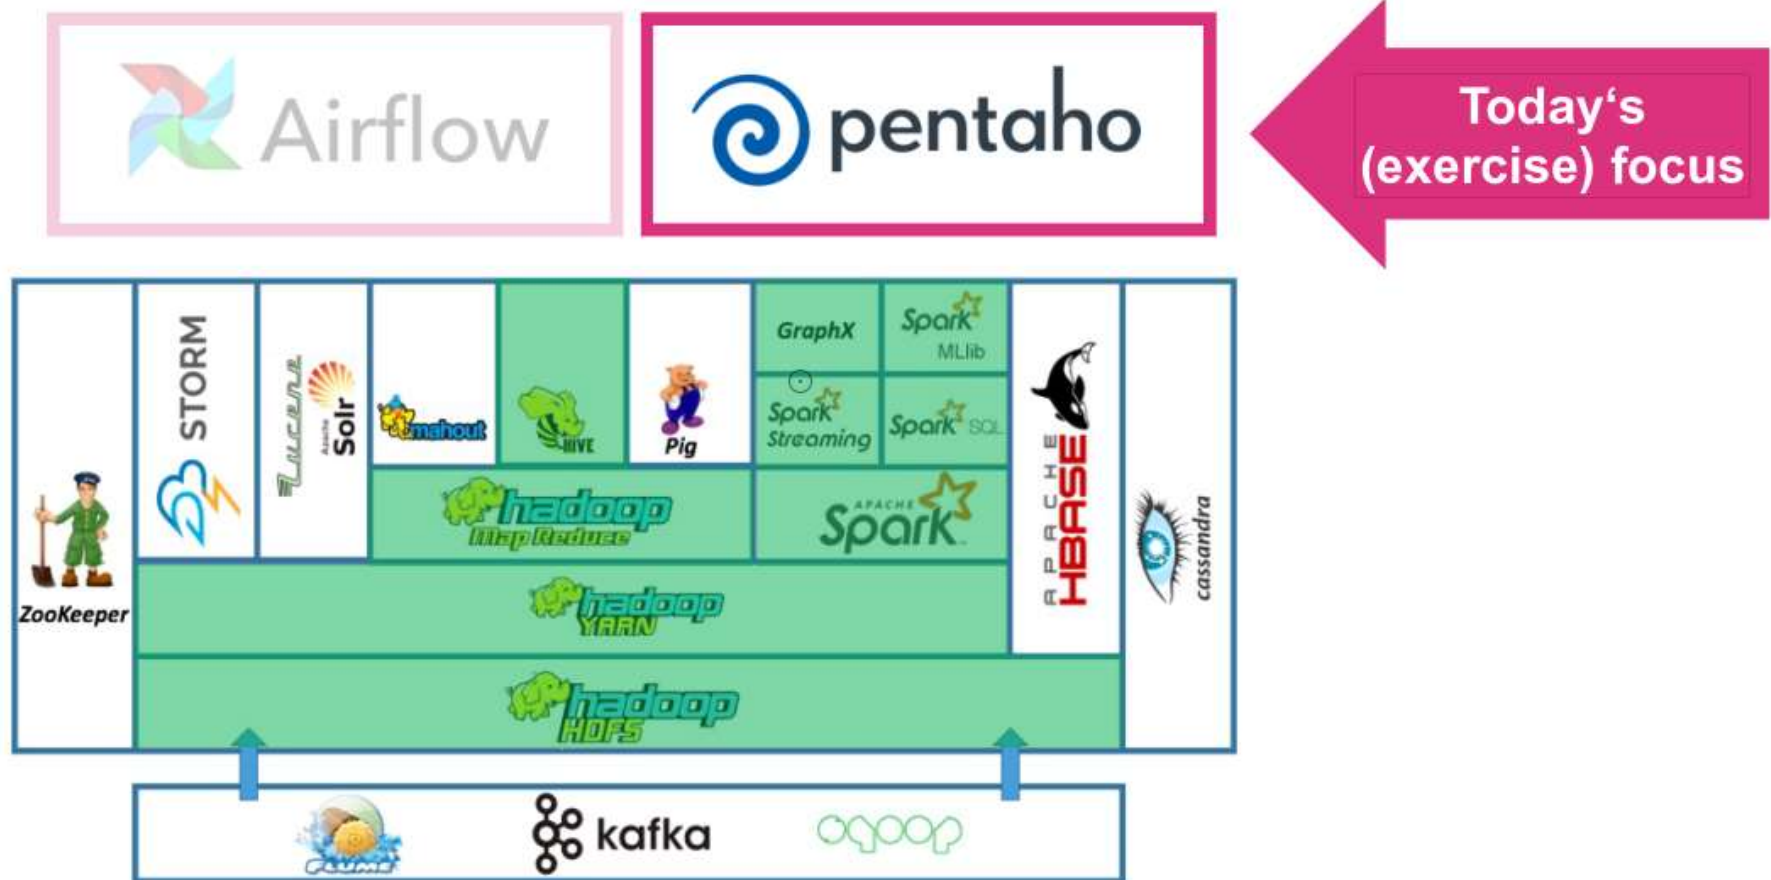 Airflow
pentaho
Today‘s
(exercise) focus
ZooKeeper
STORM
Lucene
Apache
Solr
mahout
HIVE
Pig
GraphX
Spark
MLlib
Spark
Streaming
Spark SQL
hadoop
Map Reduce
APACHE
Spark
APACHE
HBASE
cassandra
hadoop
YARN
hadoop
HDFS
FLUME
kafka
sqoop